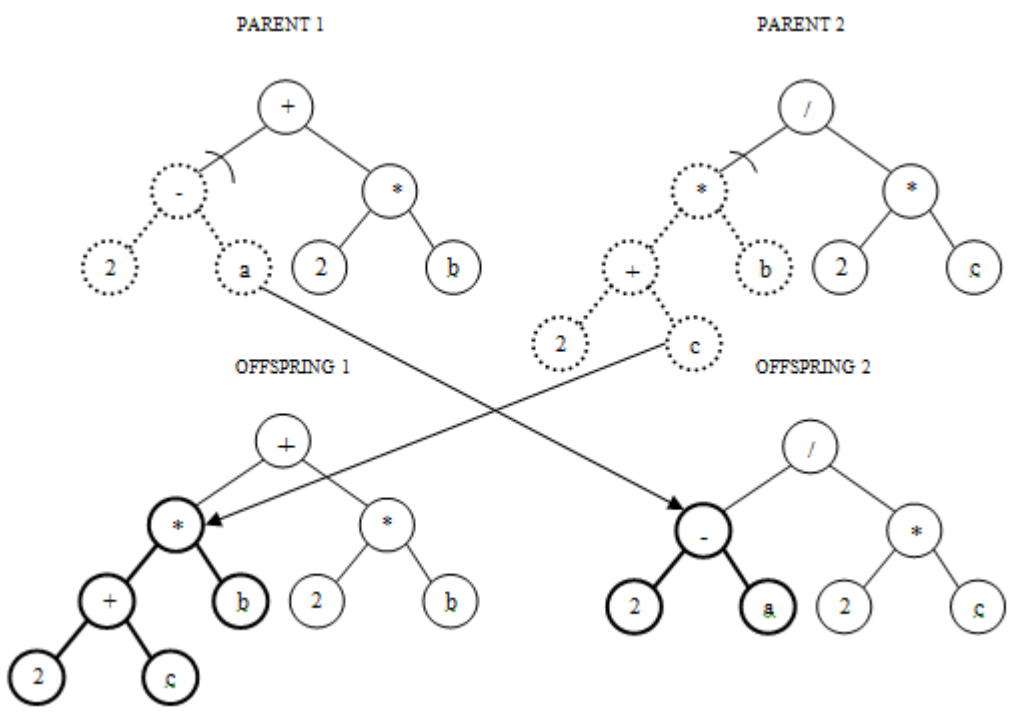 PARENT 1 PARENT 2
+ /
- * * *
2 a 2 b + b 2 c
2 c
OFFSPRING 1 OFFSPRING 2
+ /
* * - *
+ b 2 b 2 a 2 c
2 c